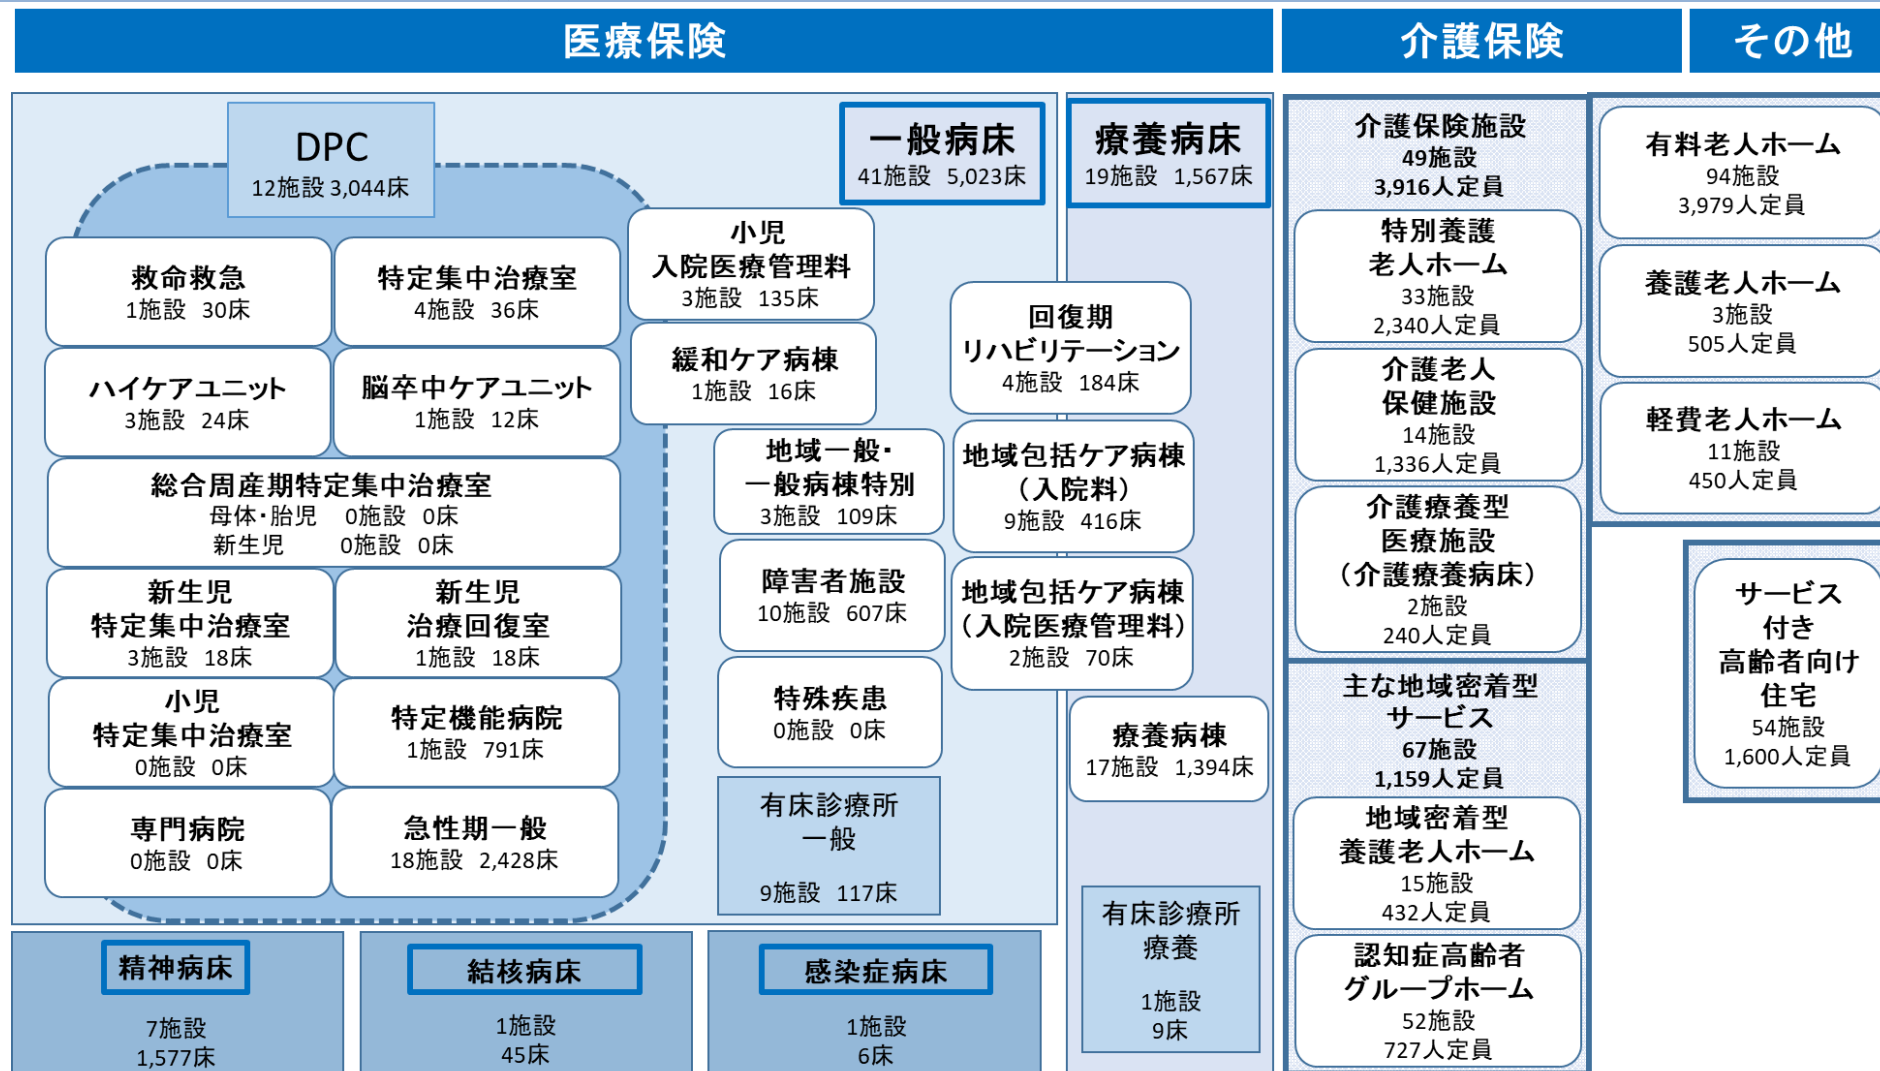 医療保険
介護保険
その他
DPC
12施設 3,044床
一般病床
41施設 5,023床
療養病床
19施設 1,567床
救命救急
1施設 30床
特定集中治療室
4施設 36床
ハイケアユニット
3施設 24床
脳卒中ケアユニット
1施設 12床
総合周産期特定集中治療室
母体・胎児 0施設 0床
新生児 0施設 0床
新生児
特定集中治療室
3施設 18床
新生児
治療回復室
1施設 18床
小児
特定集中治療室
0施設 0床
特定機能病院
1施設 791床
専門病院
0施設 0床
急性期一般
18施設 2,428床
小児
入院医療管理料
3施設 135床
緩和ケア病棟
1施設 16床
地域一般・
一般病棟特別
3施設 109床
障害者施設
10施設 607床
特殊疾患
0施設 0床
有床診療所
一般
9施設 117床
回復期
リハビリテーション
4施設 184床
地域包括ケア病棟
（入院料）
9施設 416床
地域包括ケア病棟
（入院医療管理料）
2施設 70床
療養病棟
17施設 1,394床
有床診療所
療養
1施設
9床
精神病床
7施設
1,577床
結核病床
1施設
45床
感染症病床
1施設
6床
介護保険施設
49施設
3,916人定員
特別養護
老人ホーム
33施設
2,340人定員
介護老人
保健施設
14施設
1,336人定員
介護療養型
医療施設
（介護療養病床）
2施設
240人定員
主な地域密着型
サービス
67施設
1,159人定員
地域密着型
養護老人ホーム
15施設
432人定員
認知症高齢者
グループホーム
52施設
727人定員
有料老人ホーム
94施設
3,979人定員
養護老人ホーム
3施設
505人定員
軽費老人ホーム
11施設
450人定員
サービス
付き
高齢者向け
住宅
54施設
1,600人定員